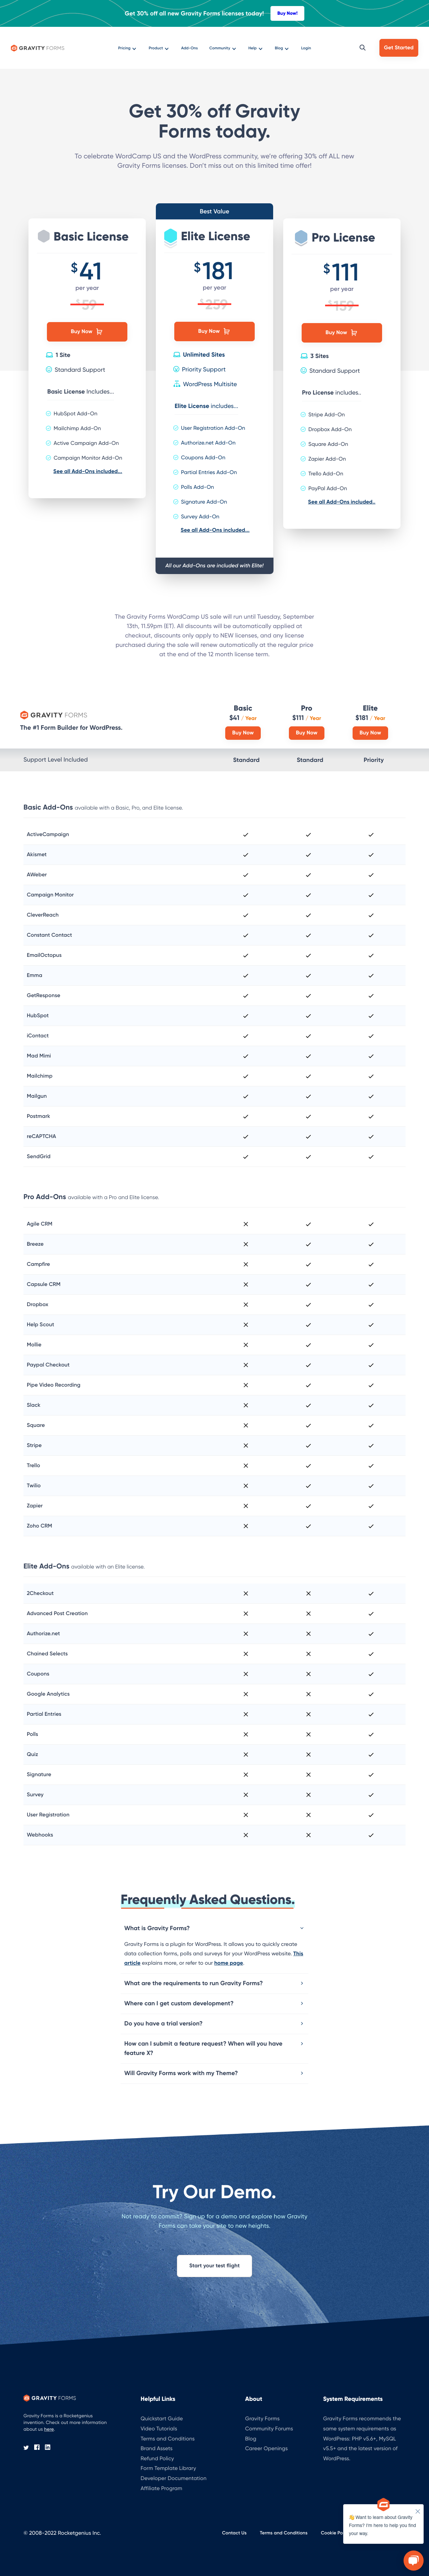 Get 30% off all new Gravity Forms licenses today! Buy Now!
GRAVITY FORMS
Pricing Product Add-Ons Community Help Blog Login
Get Started
Get 30% off Gravity
Forms today.
To celebrate WordCamp US and the WordPress community, we're offering 30% off ALL new
Gravity Forms licenses. Don't miss out on this limited time offer!
Basic License
$41
per year
$59
Buy Now
1 Site
Standard Support
Basic License Includes...
HubSpot Add-On
Mailchimp Add-On
Active Campaign Add-On
Campaign Monitor Add-On
See all Add-Ons included...
Best Value
Elite License
$181
per year
$259
Buy Now
Unlimited Sites
Priority Support
WordPress Multisite
Elite License includes...
User Registration Add-On
Authorize.net Add-On
Coupons Add-On
Partial Entries Add-On
Polls Add-On
Signature Add-On
Survey Add-On
See all Add-Ons included...
All our Add-Ons are included with Elite!
Pro License
$111
per year
$159
Buy Now
3 Sites
Standard Support
Pro License includes..
Stripe Add-On
Dropbox Add-On
Square Add-On
Zapier Add-On
Trello Add-On
PayPal Add-On
See all Add-Ons included..
The Gravity Forms WordCamp US sale will run until Tuesday, September
13th, 11.59pm (ET). All discounts will be automatically applied at
checkout, discounts only apply to NEW licenses, and any license
purchased during the sale will renew automatically at the regular price
at the end of the 12 month license term.
GRAVITY FORMS
The #1 Form Builder for WordPress.
Basic Pro Elite
$41 / Year $111 / Year $181 / Year
Buy Now Buy Now Buy Now
Support Level Included Standard Standard Priority
Basic Add-Ons available with a Basic, Pro, and Elite license.
ActiveCampaign
Akismet
AWeber
Campaign Monitor
CleverReach
Constant Contact
EmailOctopus
Emma
GetResponse
HubSpot
iContact
Mad Mimi
Mailchimp
Mailgun
Postmark
reCAPTCHA
SendGrid
Pro Add-Ons available with a Pro and Elite license.
Agile CRM
Breeze
Campfire
Capsule CRM
Dropbox
Help Scout
Mollie
Paypal Checkout
Pipe Video Recording
Slack
Square
Stripe
Trello
Twilio
Zapier
Zoho CRM
Elite Add-Ons available with an Elite license.
2Checkout
Advanced Post Creation
Authorize.net
Chained Selects
Coupons
Google Analytics
Partial Entries
Polls
Quiz
Signature
Survey
User Registration
Webhooks
Frequently Asked Questions.
What is Gravity Forms?
Gravity Forms is a plugin for WordPress. It allows you to quickly create
data collection forms, polls and surveys for your WordPress website. This
article explains more, or refer to our home page.
What are the requirements to run Gravity Forms?
Where can I get custom development?
Do you have a trial version?
How can I submit a feature request? When will you have
feature X?
Will Gravity Forms work with my Theme?
Try Our Demo.
Not ready to commit? Sign up for a demo and explore how Gravity
Forms can take your site to new heights.
Start your test flight
GRAVITY FORMS
Gravity Forms is a Rocketgenius
invention. Check out more information
about us here.
Helpful Links
Quickstart Guide
Video Tutorials
Terms and Conditions
Brand Assets
Refund Policy
Form Template Library
Developer Documentation
Affiliate Program
About
Gravity Forms
Community Forums
Blog
Career Openings
System Requirements
Gravity Forms recommends the
same system requirements as
WordPress: PHP v5.6+, MySQL
v5.5+ and the latest version of
WordPress.
© 2008-2022 Rocketgenius Inc.
Contact Us Terms and Conditions Cookie Po
👋 Want to learn about Gravity
Forms? I'm here to help you find
your way.